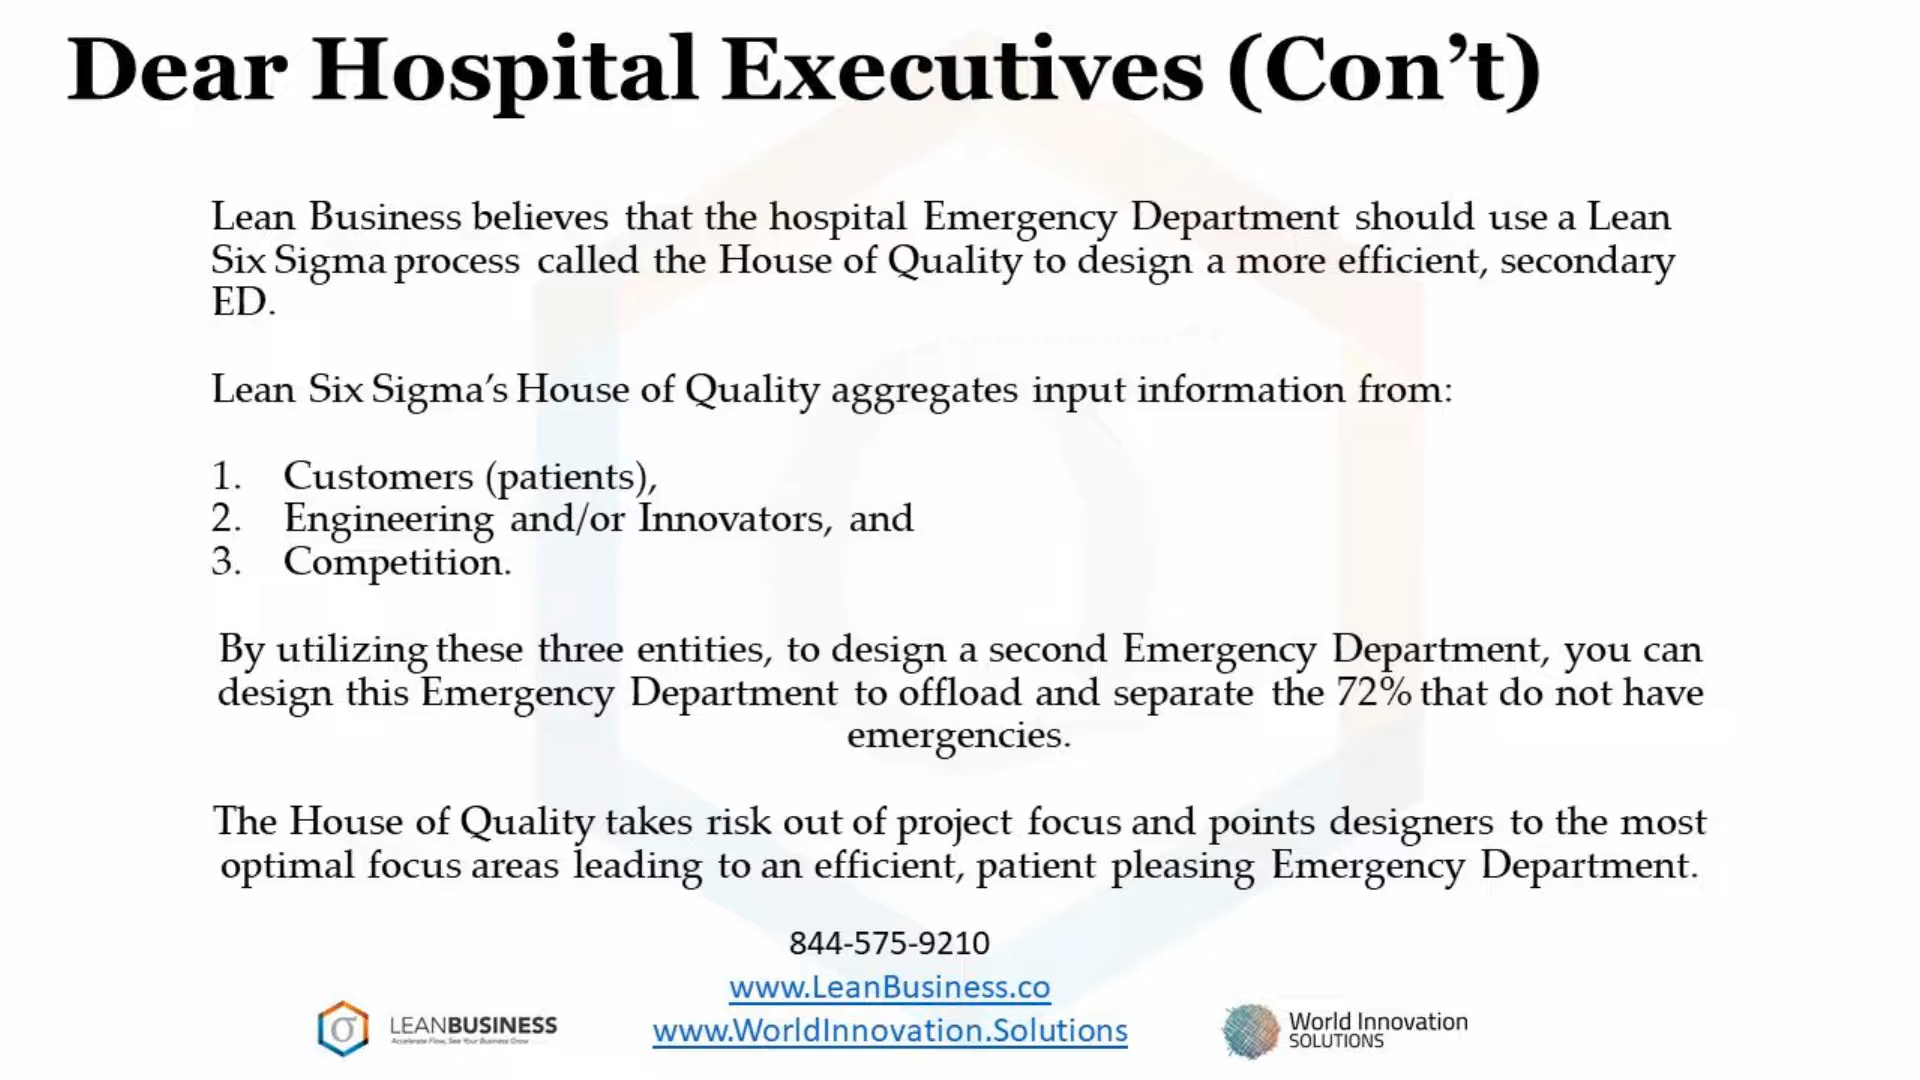 Dear Hospital Executives (Con’t)
Lean Business believes that the hospital Emergency Department should use a Lean
Six Sigma process called the House of Quality to design a more efficient, secondary
ED.
Lean Six Sigma’s House of Quality aggregates input information from:
1. Customers (patients),
2. Engineering and/or Innovators, and
3. Competition.
By utilizing these three entities, to design a second Emergency Department, you can
design this Emergency Department to offload and separate the 72% that do not have
emergencies.
The House of Quality takes risk out of project focus and points designers to the most
optimal focus areas leading to an efficient, patient pleasing Emergency Department.
844-575-9210
www.LeanBusiness.co
www.WorldInnovation.Solutions
LEANBUSINESS
Accelerate Flow, See Your Business Grow
World Innovation
SOLUTIONS